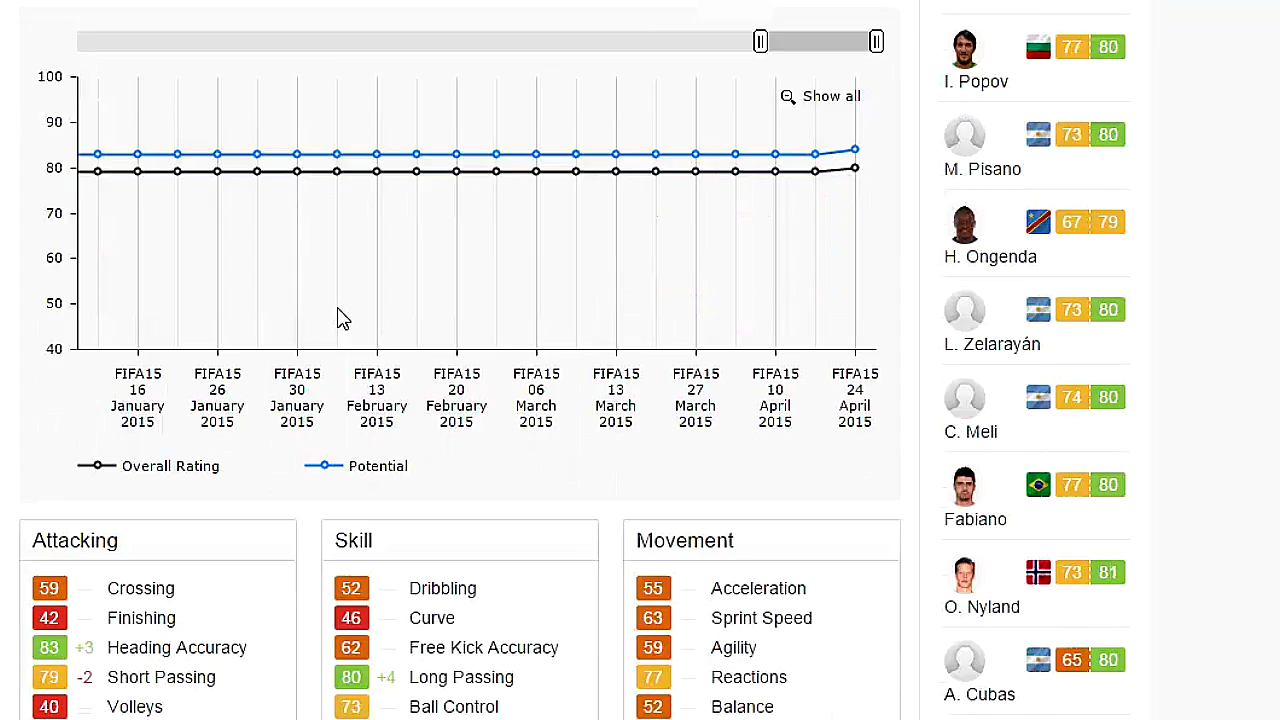 Show all
100
90
80
70
60
50
40
FIFA15 16 January 2015
FIFA15 26 January 2015
FIFA15 30 January 2015
FIFA15 13 February 2015
FIFA15 20 February 2015
FIFA15 06 March 2015
FIFA15 13 March 2015
FIFA15 27 March 2015
FIFA15 10 April 2015
FIFA15 24 April 2015
Overall Rating Potential
Attacking
59 Crossing
42 Finishing
83 +3 Heading Accuracy
79 -2 Short Passing
40 Volleys
Skill
52 Dribbling
46 Curve
62 Free Kick Accuracy
80 +4 Long Passing
73 Ball Control
Movement
55 Acceleration
63 Sprint Speed
59 Agility
77 Reactions
52 Balance
77 80
I. Popov
73 80
M. Pisano
67 79
H. Ongenda
73 80
L. Zelarayán
74 80
C. Meli
77 80
Fabiano
73 81
O. Nyland
65 80
A. Cubas